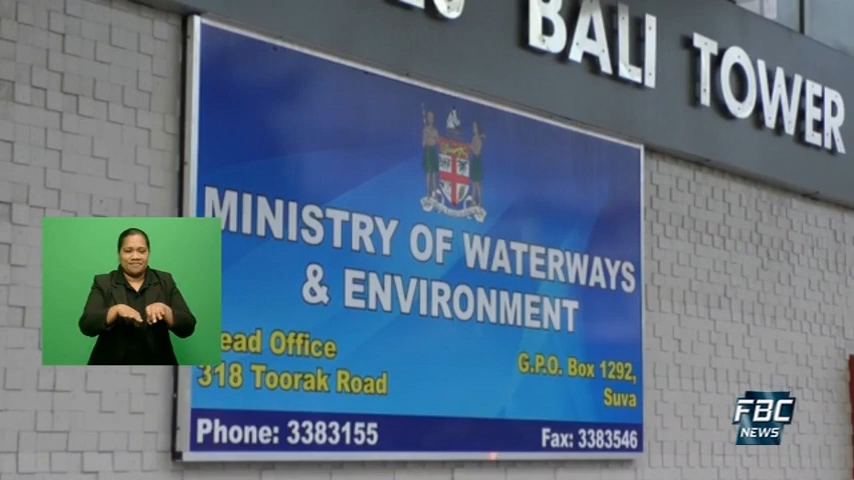 BALI TOWER
MINISTRY OF WATERWAYS
& ENVIRONMENT
ead Office
318 Toorak Road
G.P.O. Box 1292,
Suva
Phone: 3383155
Fax: 3383546
FBC
NEWS